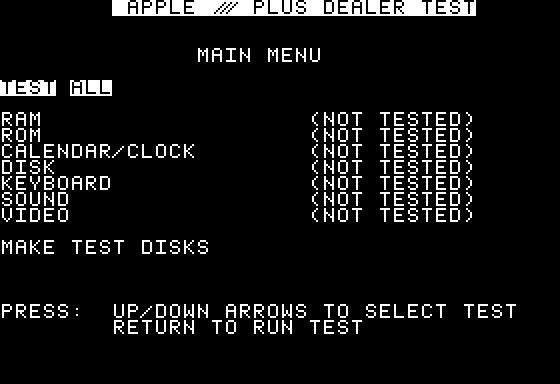 APPLE /// PLUS DEALER TEST
MAIN MENU
TEST ALL
RAM (NOT TESTED)
ROM (NOT TESTED)
CALENDAR/CLOCK (NOT TESTED)
DISK (NOT TESTED)
KEYBOARD (NOT TESTED)
SOUND (NOT TESTED)
VIDEO (NOT TESTED)
MAKE TEST DISKS
PRESS: UP/DOWN ARROWS TO SELECT TEST
RETURN TO RUN TEST